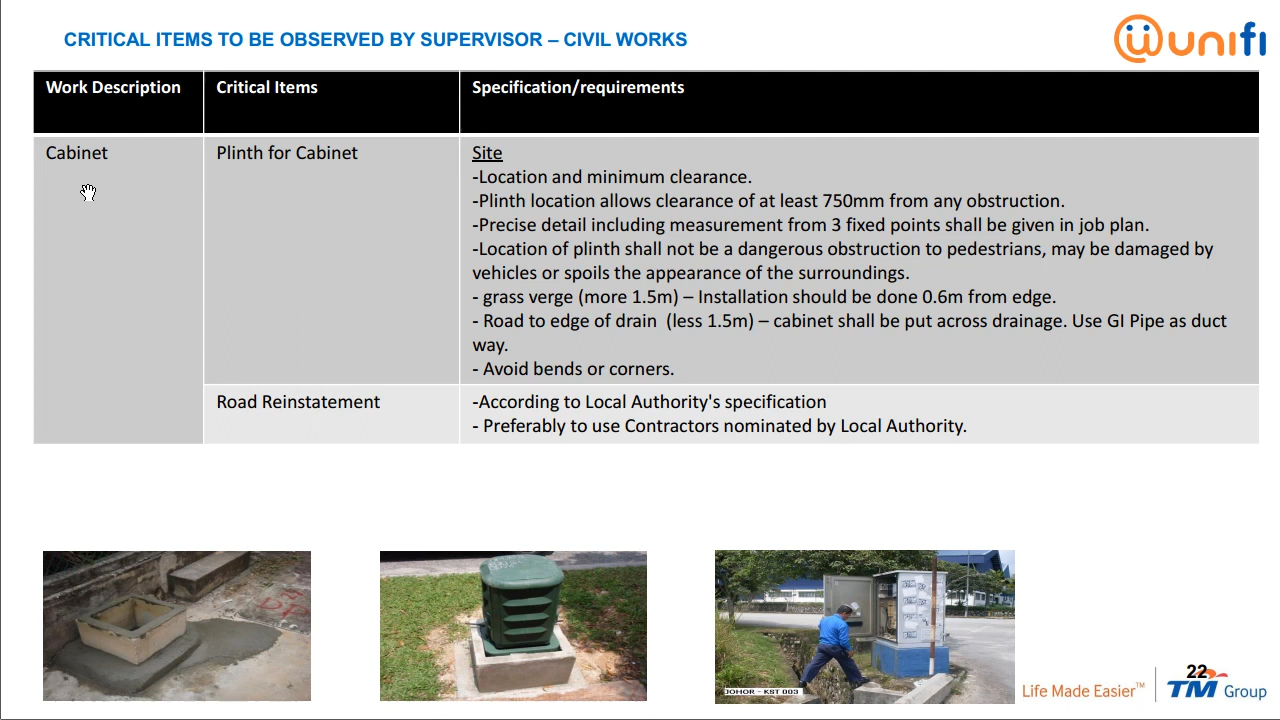 CRITICAL ITEMS TO BE OBSERVED BY SUPERVISOR – CIVIL WORKS
unifi
Work Description
Critical Items
Specification/requirements
Cabinet
Plinth for Cabinet
Site
-Location and minimum clearance.
-Plinth location allows clearance of at least 750mm from any obstruction.
-Precise detail including measurement from 3 fixed points shall be given in job plan.
-Location of plinth shall not be a dangerous obstruction to pedestrians, may be damaged by
vehicles or spoils the appearance of the surroundings.
- grass verge (more 1.5m) – Installation should be done 0.6m from edge.
- Road to edge of drain (less 1.5m) – cabinet shall be put across drainage. Use GI Pipe as duct
way.
- Avoid bends or corners.
Road Reinstatement
-According to Local Authority's specification
- Preferably to use Contractors nominated by Local Authority.
JOHOR - KST 003
Life Made Easier™
22
TM Group